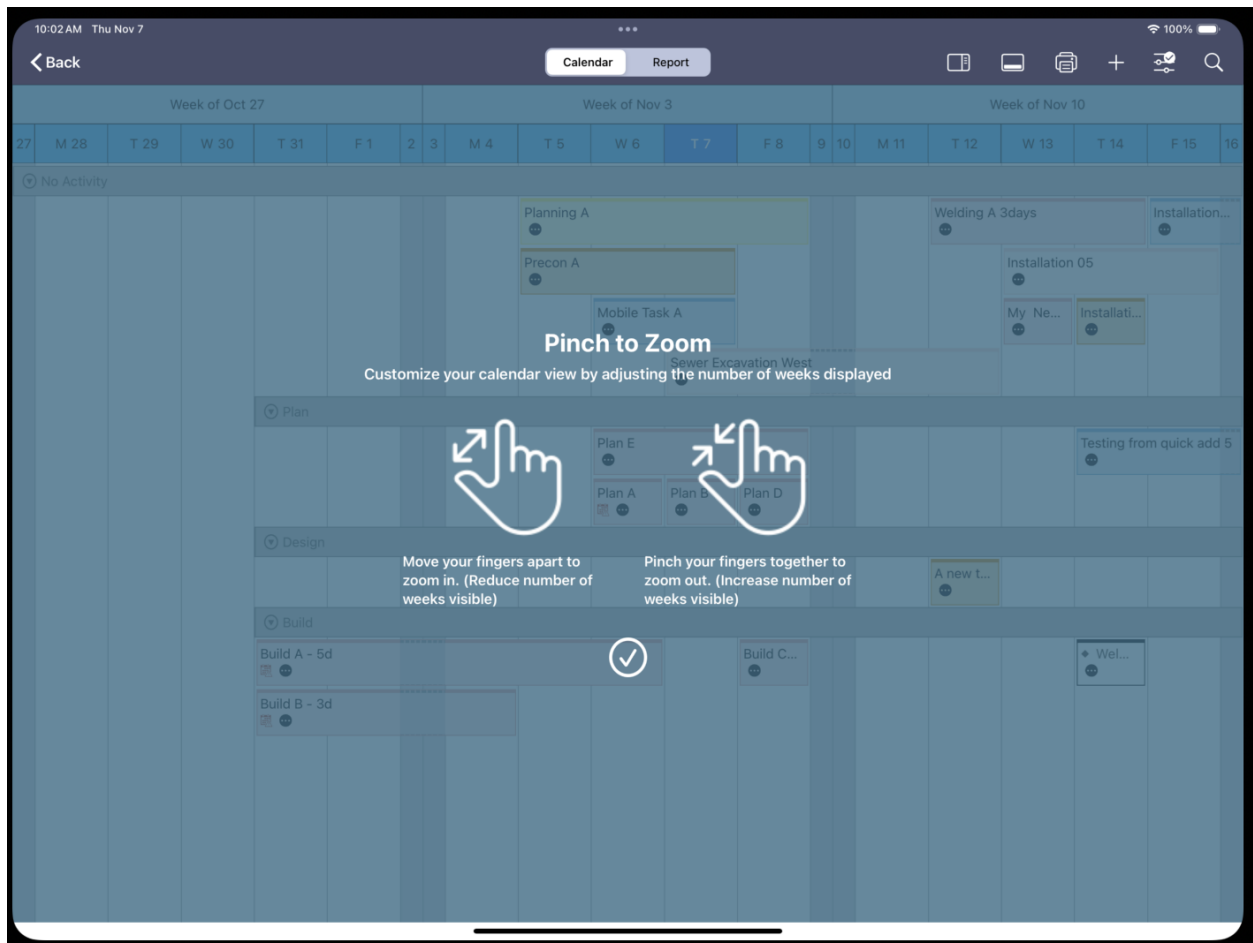 10:02 AM Thu Nov 7
100%
Back
Calendar
Report
Week of Oct 27
Week of Nov 3
Week of Nov 10
27 M 28 T 29 W 30 T 31 F 1 2 3 M 4 T 5 W 6 T 7 F 8 9 10 M 11 T 12 W 13 T 14 F 15 16
No Activity
Planning A
Welding A 3days
Installation...
Precon A
Installation 05
Mobile Task A
My Ne...
Installati...
Pinch to Zoom
Sewer Excavation West
Customize your calendar view by adjusting the number of weeks displayed
Plan
Plan E
Testing from quick add 5
Plan A
Plan B
Plan D
Design
Move your fingers apart to
zoom in. (Reduce number of
weeks visible)
Pinch your fingers together to
zoom out. (Increase number of
weeks visible)
A new t...
Build
Build A - 5d
Build C...
Wel...
Build B - 3d